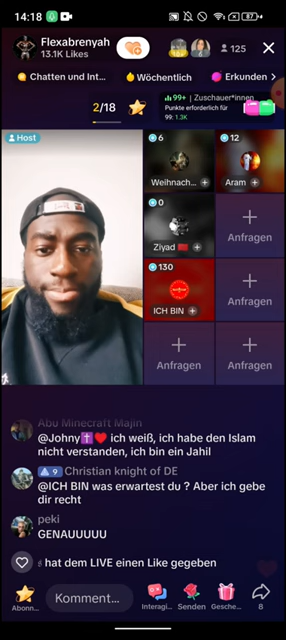 14:18
Flexabrenyah
13.1K Likes
125
Chatten und Int...
Wöchentlich
Erkunden
2/18
99+ | Zuschauer*innen
Punkte erforderlich für
99: 1.3K
Host
6
Weihnach...
12
Aram
0
Ziyad
Anfragen
130
ICH BIN
Anfragen
Anfragen
Anfragen
Abu Minecraft Majin
@Johny✝️❤️ ich weiß, ich habe den Islam
nicht verstanden, ich bin ein Jahil
9 Christian knight of DE
@ICH BIN was erwartest du ? Aber ich gebe
dir recht
peki
GENAUUUUU
hat dem LIVE einen Like gegeben
Abonn...
Komment...
Interagi...
Senden
Gesche...
8